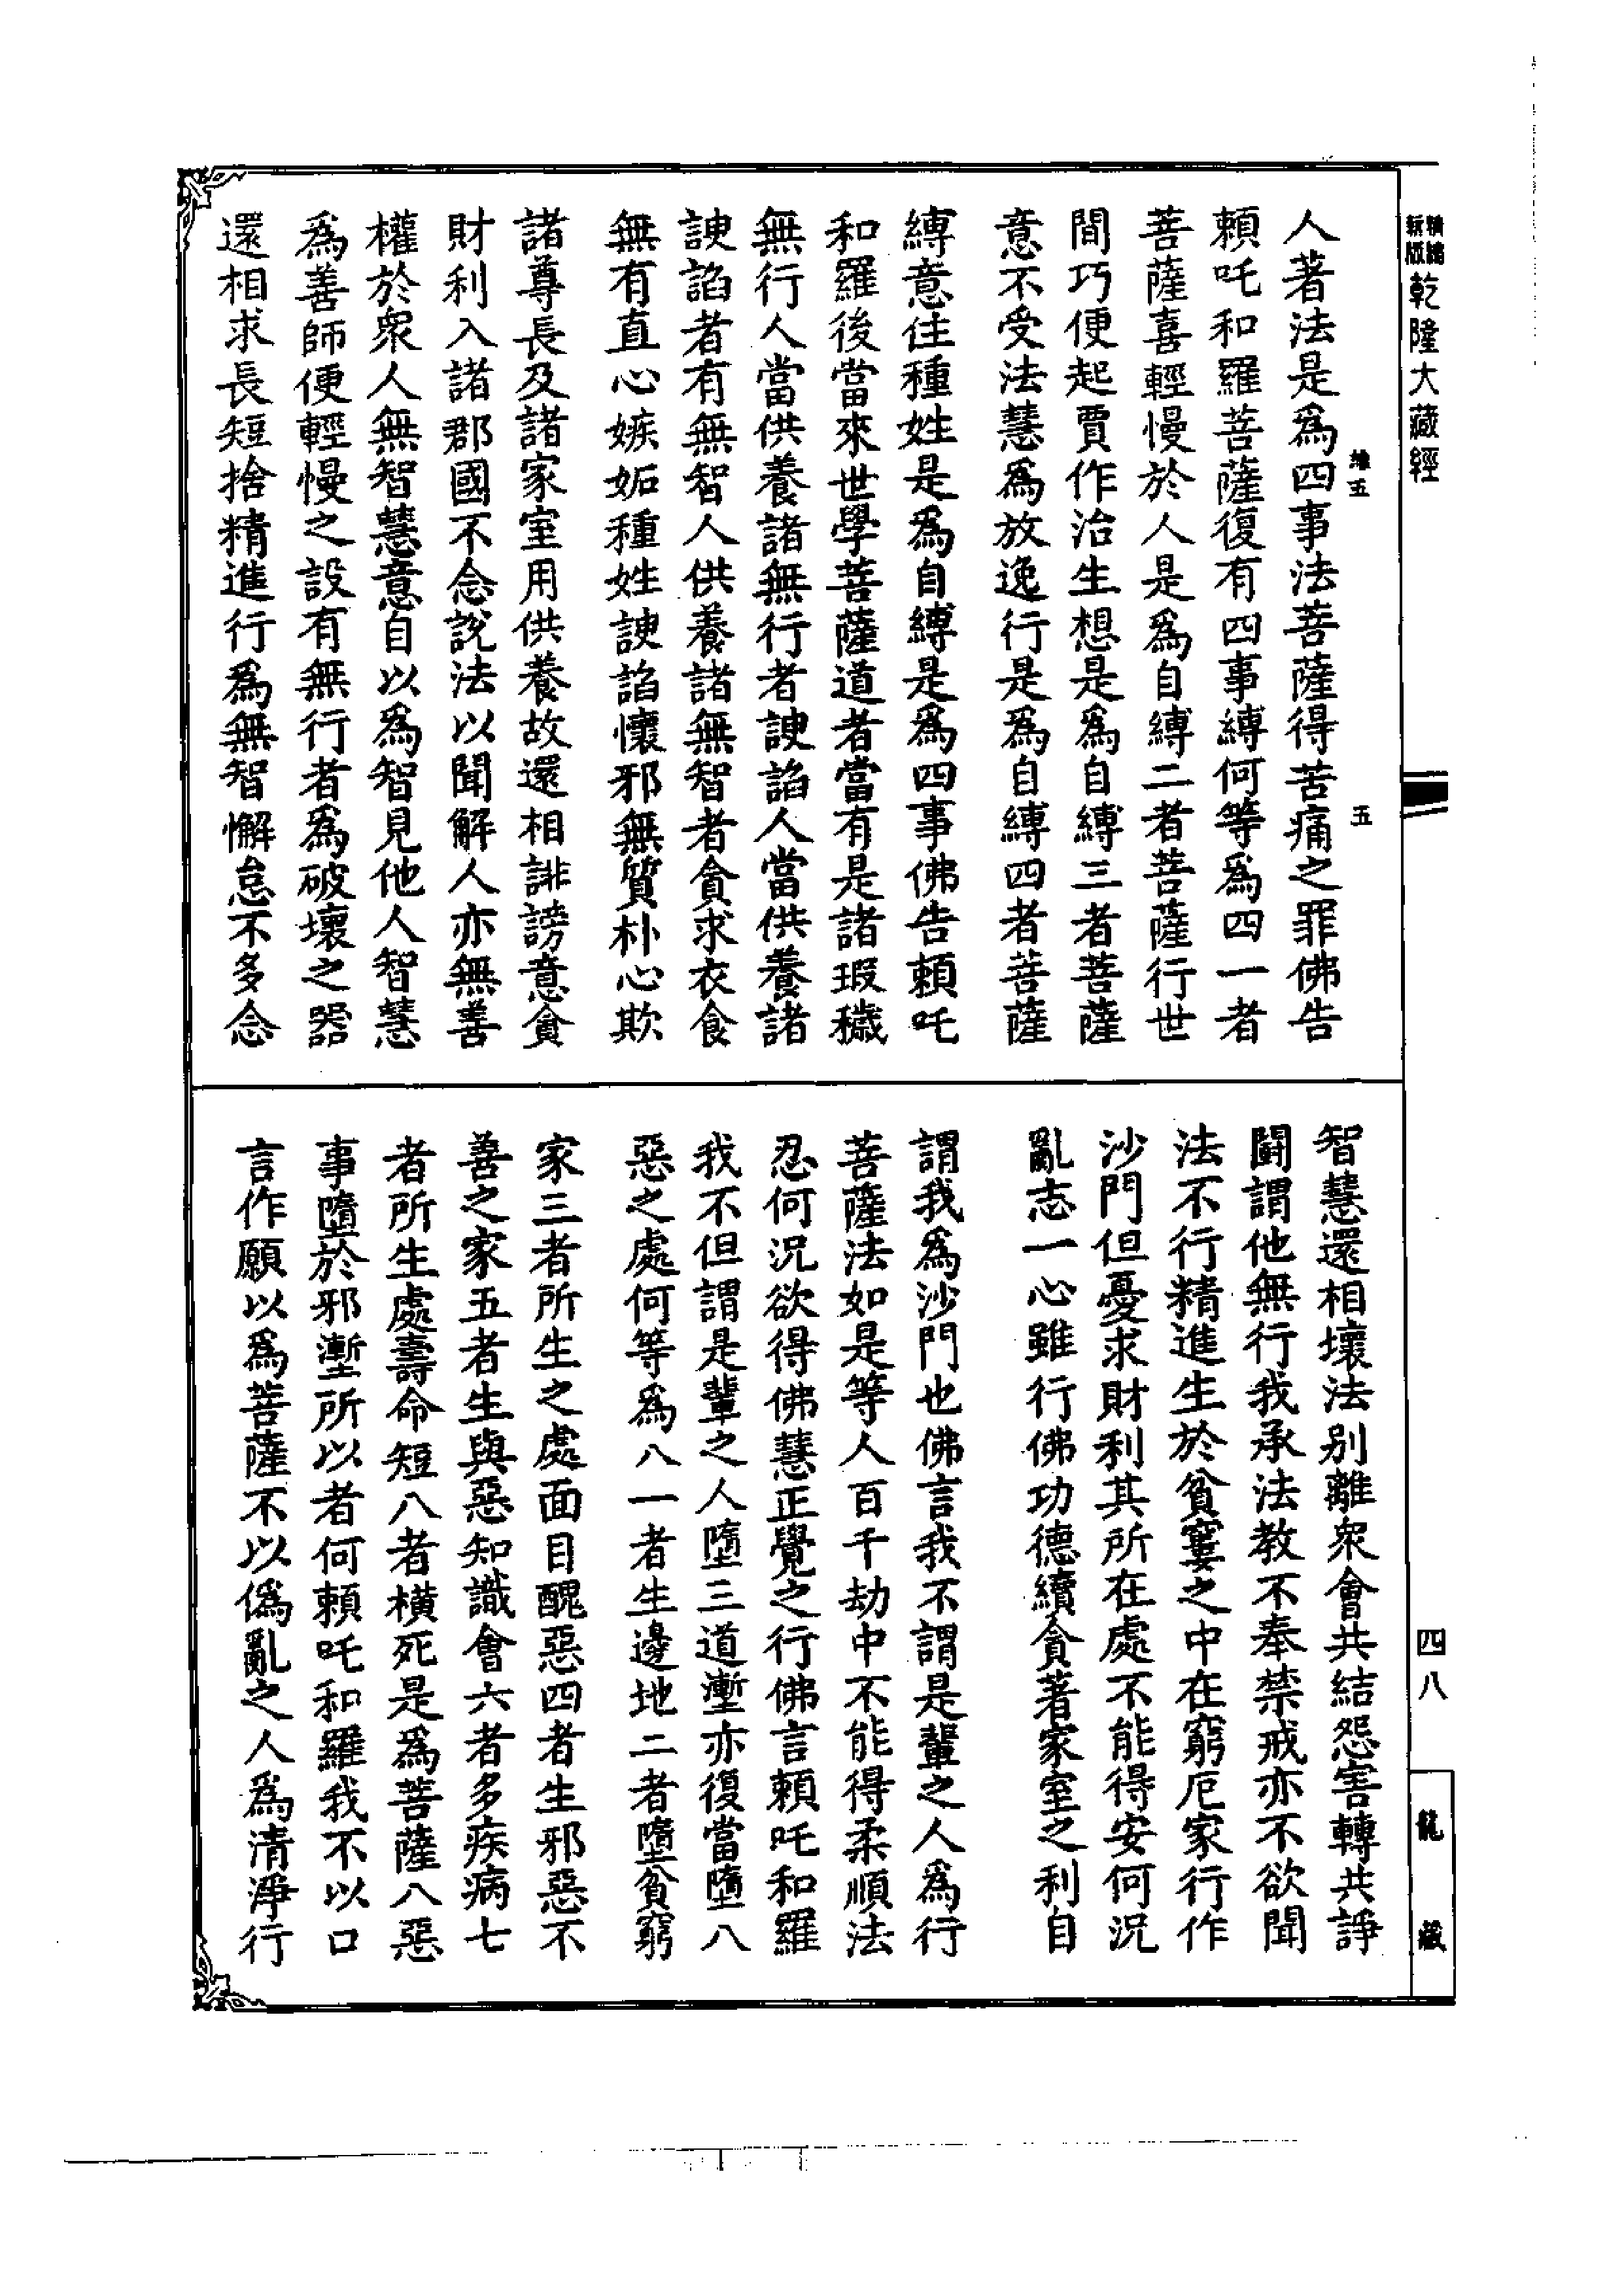 新版精縮乾隆大藏經
四八
龍藏
維五
五
人著法是爲四事法菩薩得苦痛之罪佛告
賴吒和羅菩薩復有四事縛何等爲四一者
菩薩喜輕慢於人是爲自縛二者菩薩行世
間巧便起賈作治生想是爲自縛三者菩薩
意不受法慧爲放逸行是爲自縛四者菩薩
縛意住種姓是爲自縛是爲四事佛告賴吒
和羅後當來世學菩薩道者當有是諸瑕穢
無行人當供養諸無行者諛諂人當供養諸
諛諂者有無智人供養諸無智者貪求衣食
無有直心嫉妬種姓諛諂懷邪無質朴心欺
諸尊長及諸家室用供養故還相誹謗意貪
財利入諸郡國不念說法以開解人亦無善
權於衆人無智慧意自以爲智見他人智慧
爲善師便輕慢之設有無行者爲破壞之器
還相求長短捨精進行爲無智懈怠不多念
智慧還相壞法別離衆會共結怨害轉共諍
鬪謂他無行我承法教不奉禁戒亦不欲聞
法不行精進生於貧窶之中在窮厄家行作
沙門但憂求財利其所在處不能得安何況
亂志一心雖行佛功德續貪著家室之利自
謂我爲沙門也佛言我不謂是輩之人爲行
菩薩法如是等人百千劫中不能得柔順法
忍何況欲得佛慧正覺之行佛言賴吒和羅
我不但謂是輩之人墮三道塹亦復當墮八
惡之處何等爲八一者生邊地二者墮貧窮
家三者所生之處面目醜惡四者生邪惡不
善之家五者生與惡知識會六者多疾病七
者所生處壽命短八者橫死是爲菩薩八惡
事墮於邪塹所以者何賴吒和羅我不以口
言作願以爲菩薩不以僞亂之人爲清淨行